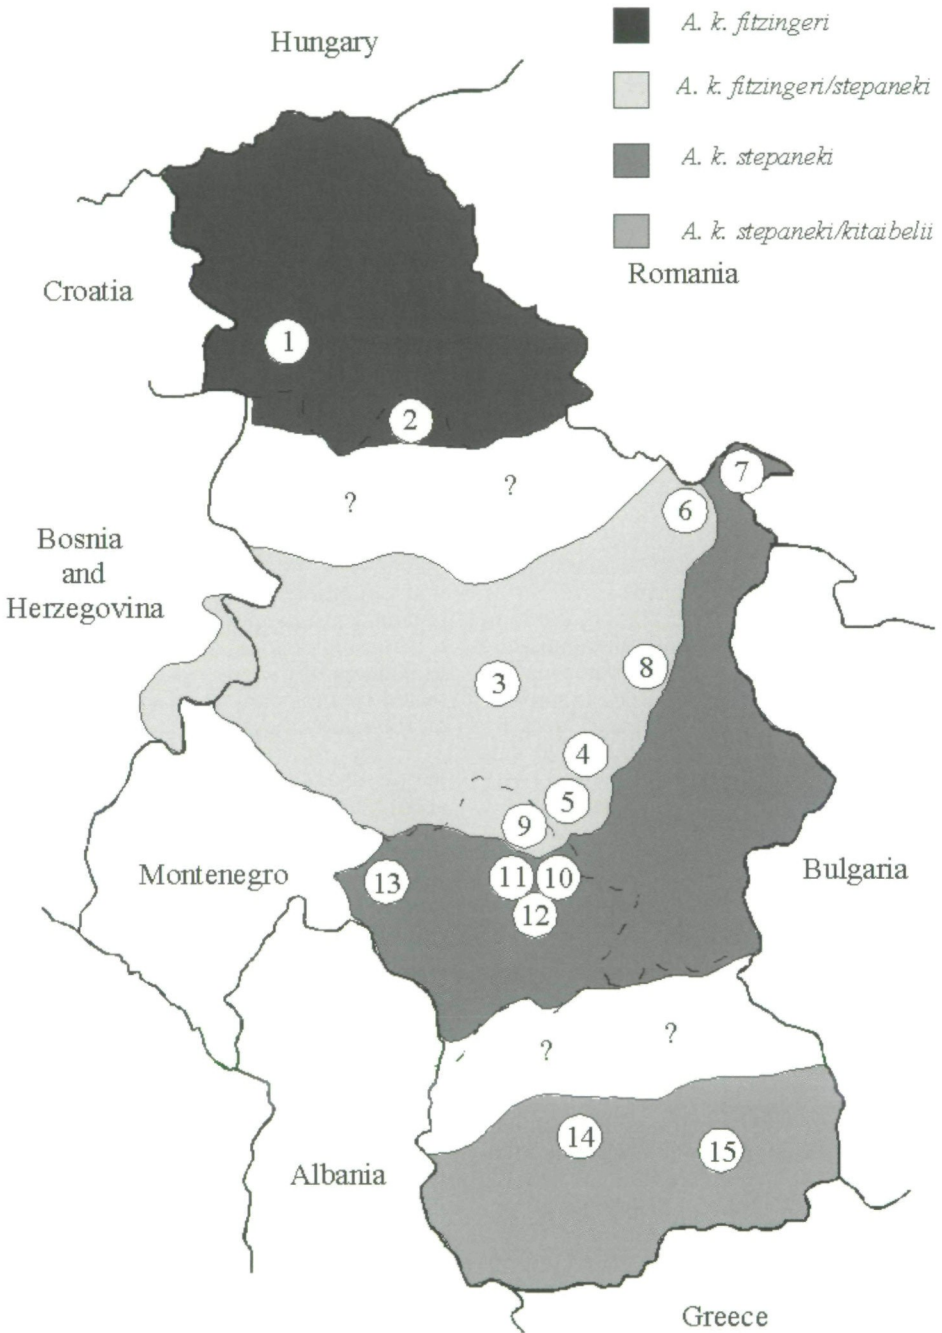 Hungary
A. k. fitzingeri
A. k. fitzingeri/stepaneki
A. k. stepaneki
A. k. stepaneki/kitaibelii
Romania
Croatia
1
2
7
?
?
6
Bosnia
and
Herzegovina
8
3
4
5
9
Montenegro
13
11
10
Bulgaria
12
?
?
14
15
Albania
Greece